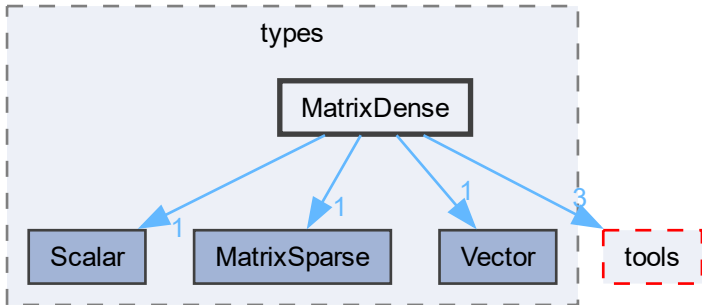 types
MatrixDense
1
1
1
3
Scalar
MatrixSparse
Vector
tools